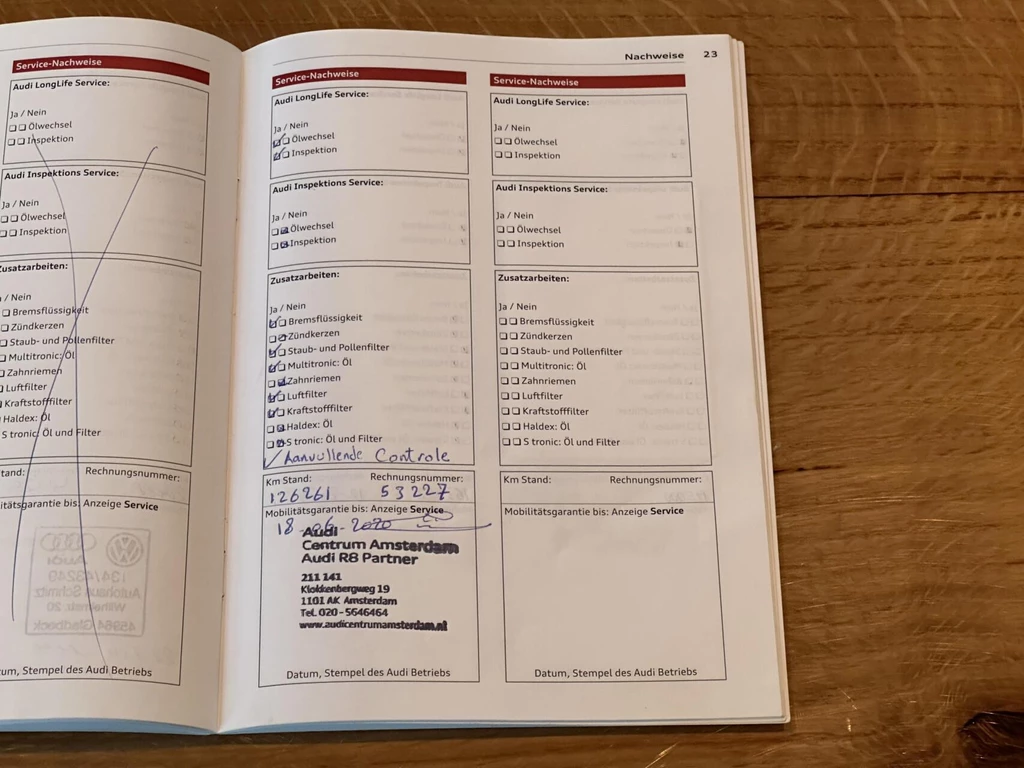 Nachweise 23
Service-Nachweise
Audi LongLife Service:
Ja / Nein
Ölwechsel
Inspektion
Audi Inspektions Service:
Ja / Nein
Ölwechsel
Inspektion
Zusatzarbeiten:
/ Nein
Bremsflüssigkeit
Zündkerzen
Staub- und Pollenfilter
Multitronic: Öl
Zahnriemen
Luftfilter
Kraftstofffilter
Haldex: Öl
S tronic: Öl und Filter
tand: Rechnungsnummer:
itätsgarantie bis: Anzeige Service
um, Stempel des Audi Betriebs
Service-Nachweise
Audi LongLife Service:
Ja / Nein
Ölwechsel
Inspektion
Audi Inspektions Service:
Ja / Nein
Ölwechsel
Inspektion
Zusatzarbeiten:
Ja / Nein
Bremsflüssigkeit
Zündkerzen
Staub- und Pollenfilter
Multitronic: Öl
Zahnriemen
Luftfilter
Kraftstofffilter
Haldex: Öl
S tronic: Öl und Filter
Aanvullende Controle
Km Stand: Rechnungsnummer:
126261 53227
Mobilitätsgarantie bis: Anzeige Service
18-06-2020
Audi
Centrum Amsterdam
Audi R8 Partner
211 141
Klokkenbergweg 19
1101 AK Amsterdam
Tel. 020-5646464
www.audicentrumamsterdam.nl
Datum, Stempel des Audi Betriebs
Service-Nachweise
Audi LongLife Service:
Ja / Nein
Ölwechsel
Inspektion
Audi Inspektions Service:
Ja / Nein
Ölwechsel
Inspektion
Zusatzarbeiten:
Ja / Nein
Bremsflüssigkeit
Zündkerzen
Staub- und Pollenfilter
Multitronic: Öl
Zahnriemen
Luftfilter
Kraftstofffilter
Haldex: Öl
S tronic: Öl und Filter
Km Stand: Rechnungsnummer:
Mobilitätsgarantie bis: Anzeige Service
Datum, Stempel des Audi Betriebs